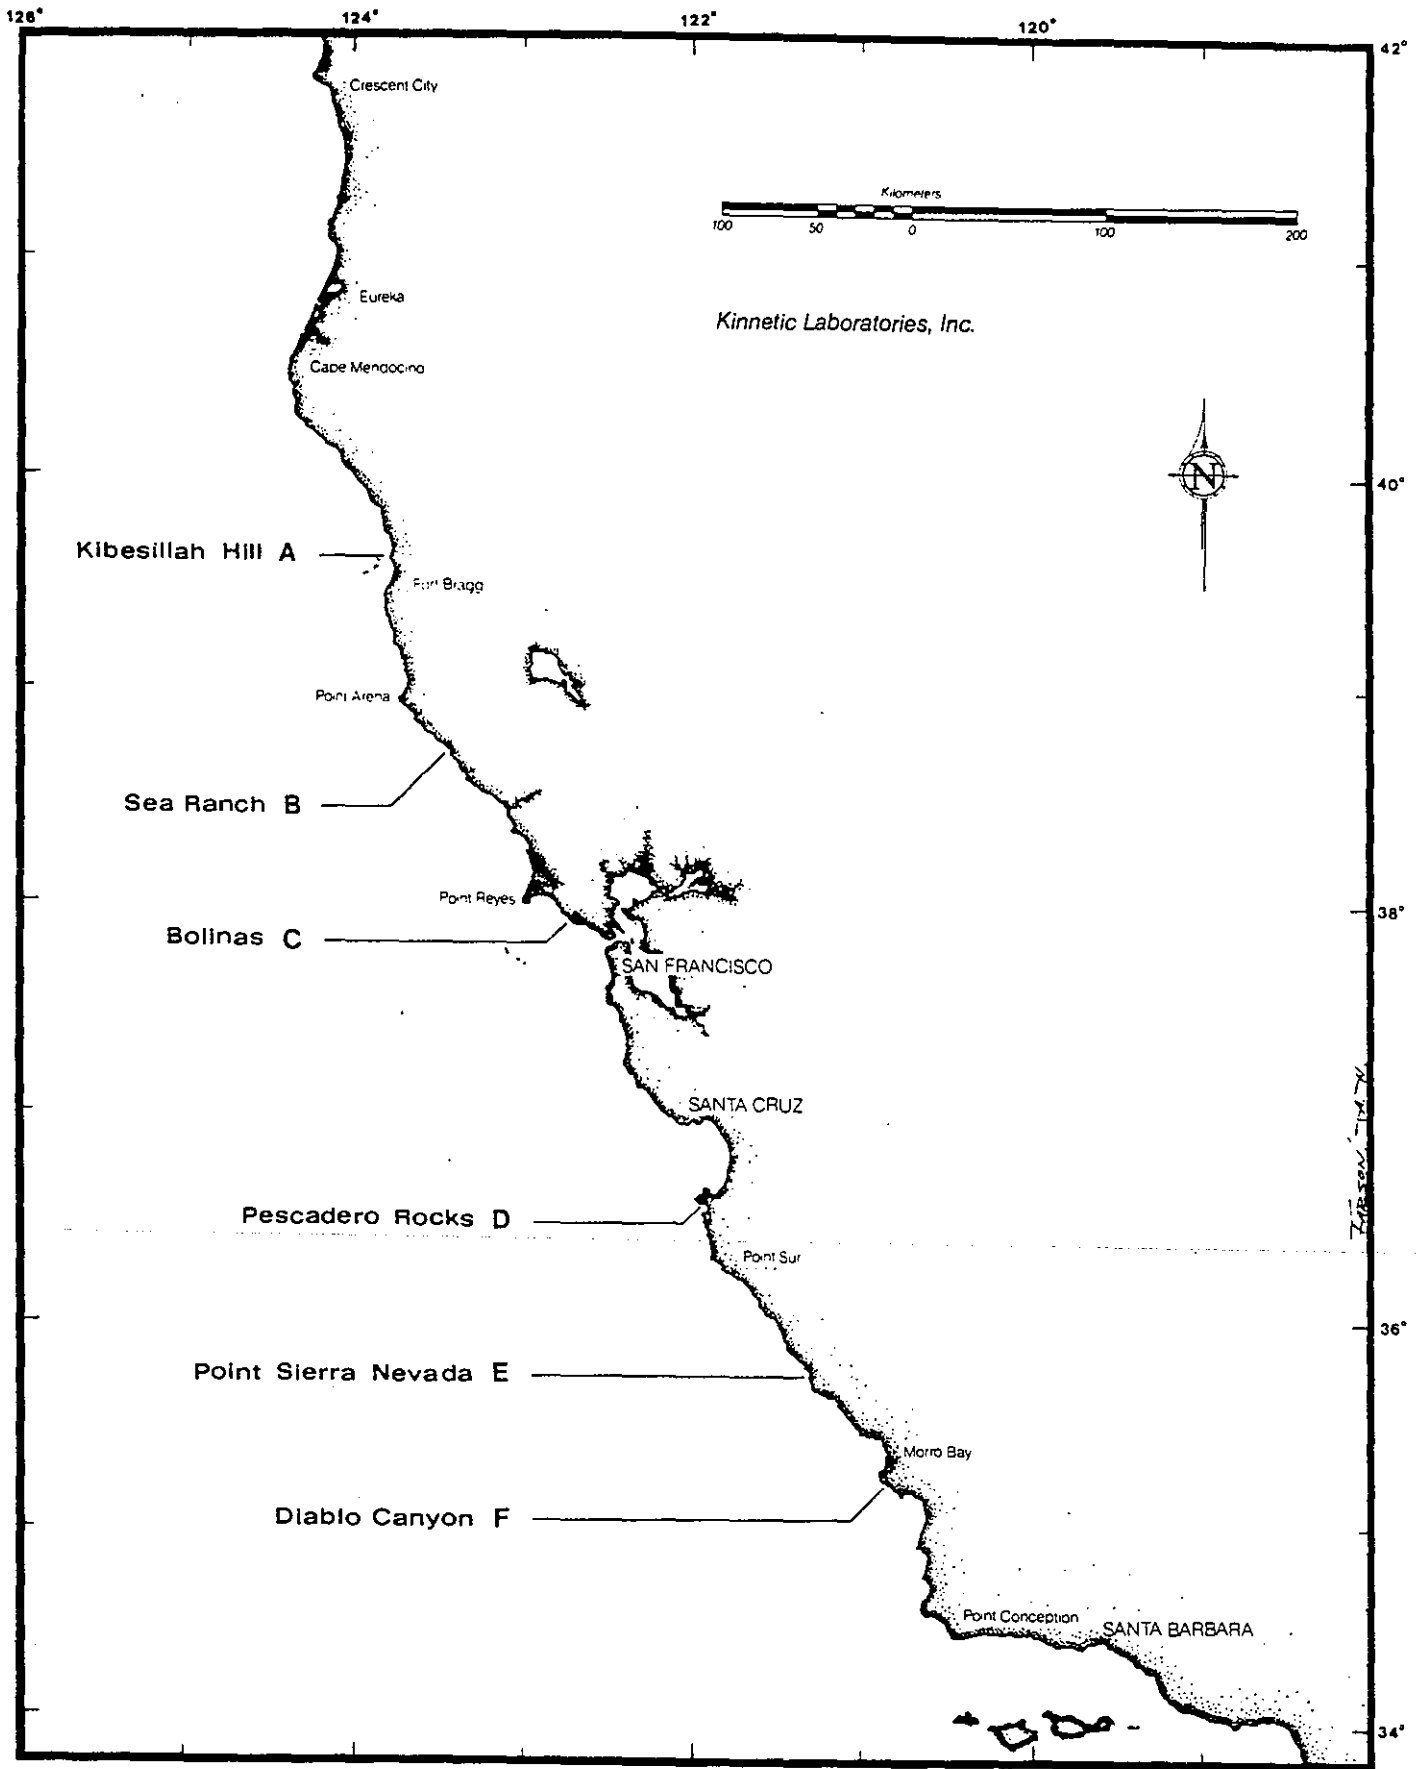 126°
124°
122°
120°
42°
Crescent City
Kilometers
100 50 0 100 200
Eureka
Kinnetic Laboratories, Inc.
Cape Mendocino
N
40°
Kibesillah Hill A
Fort Bragg
Point Arena
Sea Ranch B
Point Reyes
38°
Bolinas C
SAN FRANCISCO
SANTA CRUZ
Pescadero Rocks D
Point Sur
36°
Point Sierra Nevada E
Morro Bay
Diablo Canyon F
Point Conception
SANTA BARBARA
34°